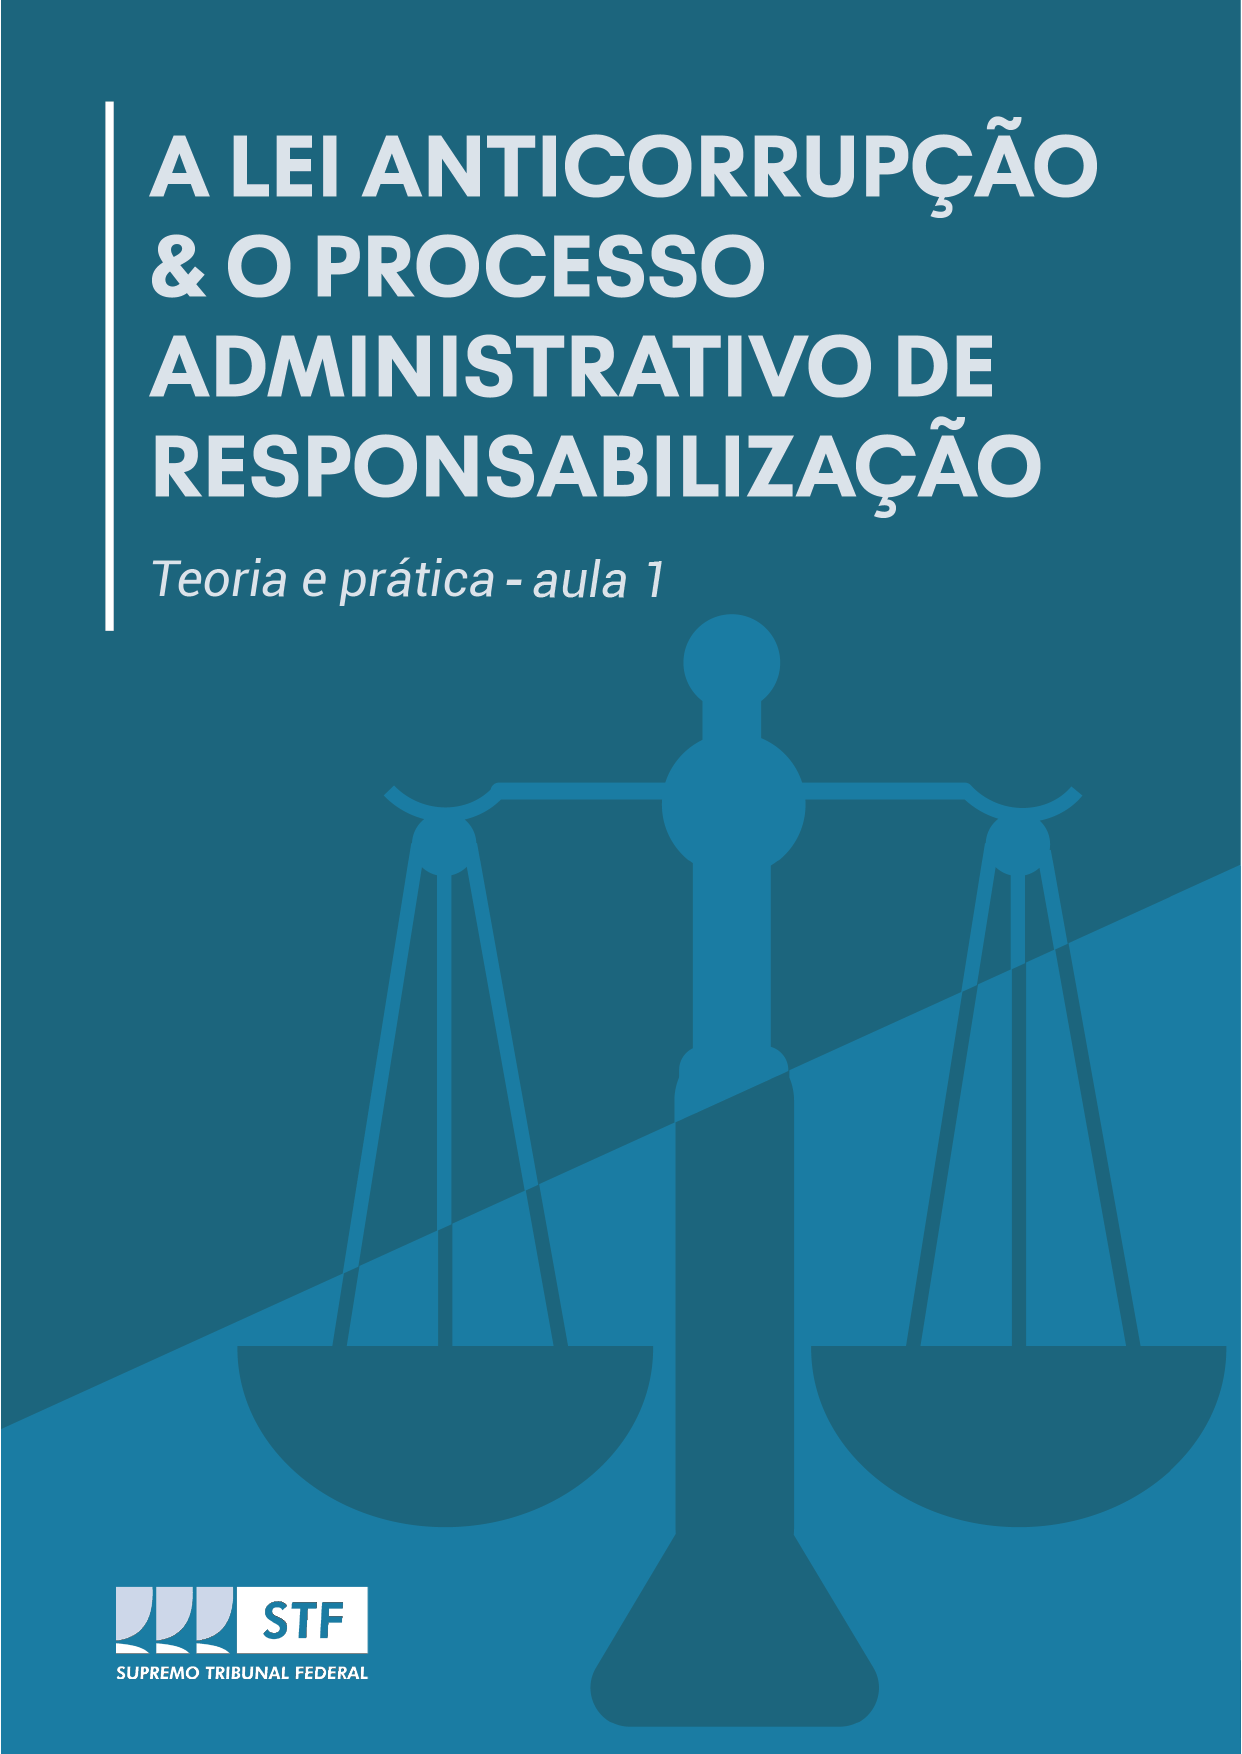 A LEI ANTICORRUPÇÃO
& O PROCESSO
ADMINISTRATIVO DE
RESPONSABILIZAÇÃO
Teoria e prática - aula 1
STF
SUPREMO TRIBUNAL FEDERAL